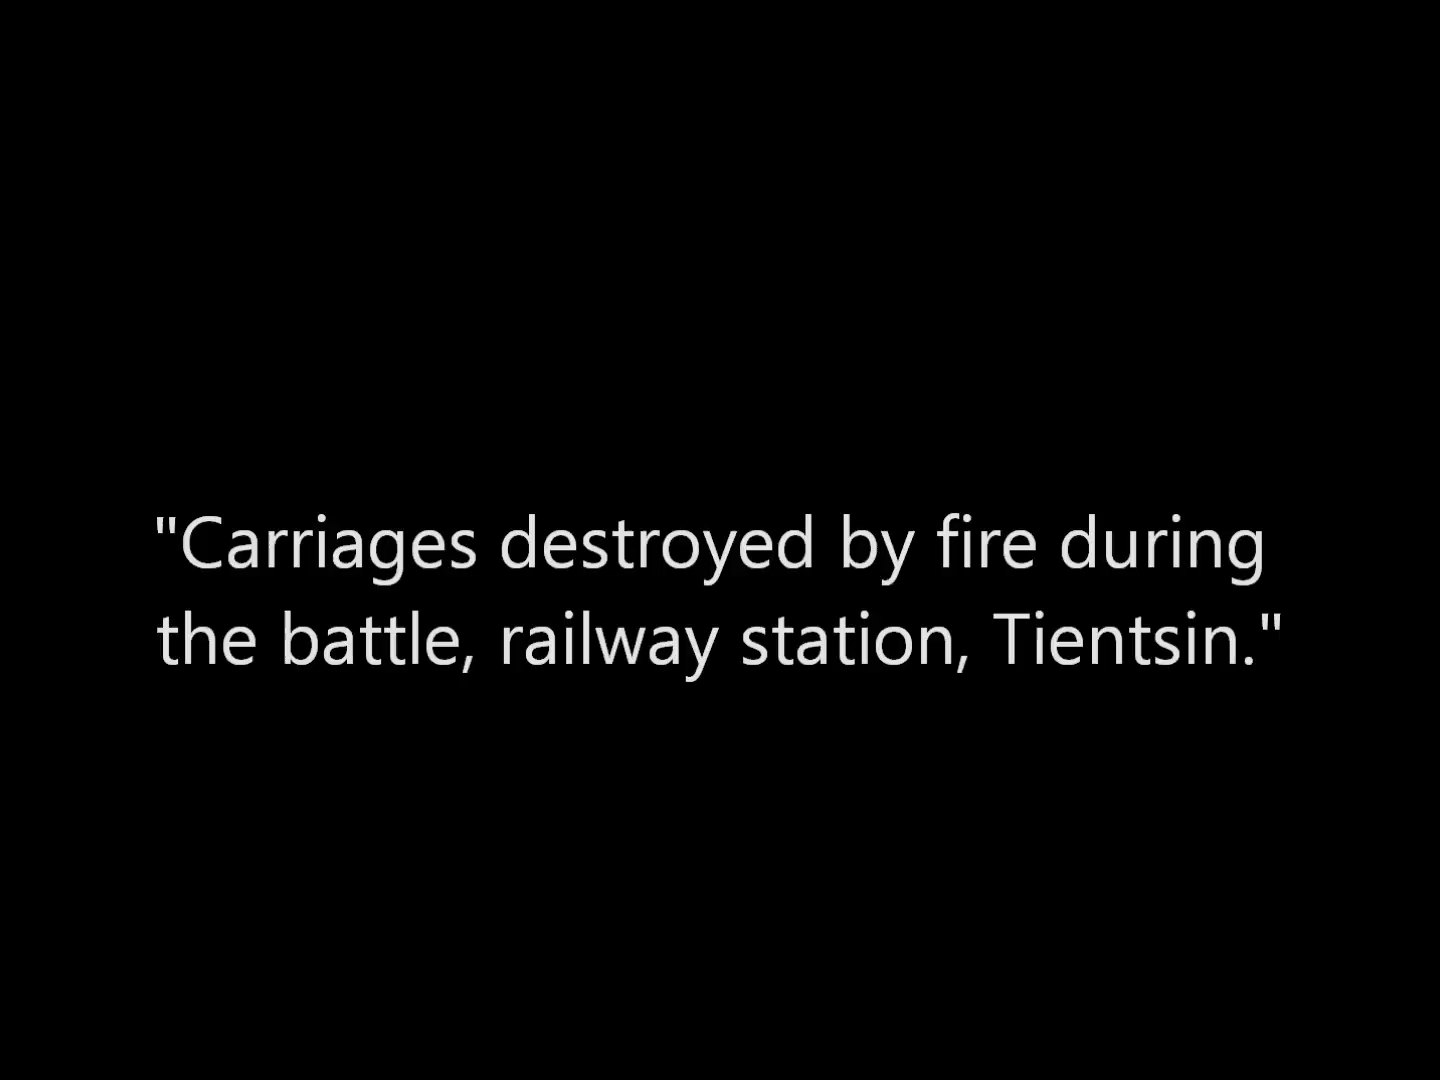 "Carriages destroyed by fire during
the battle, railway station, Tientsin."